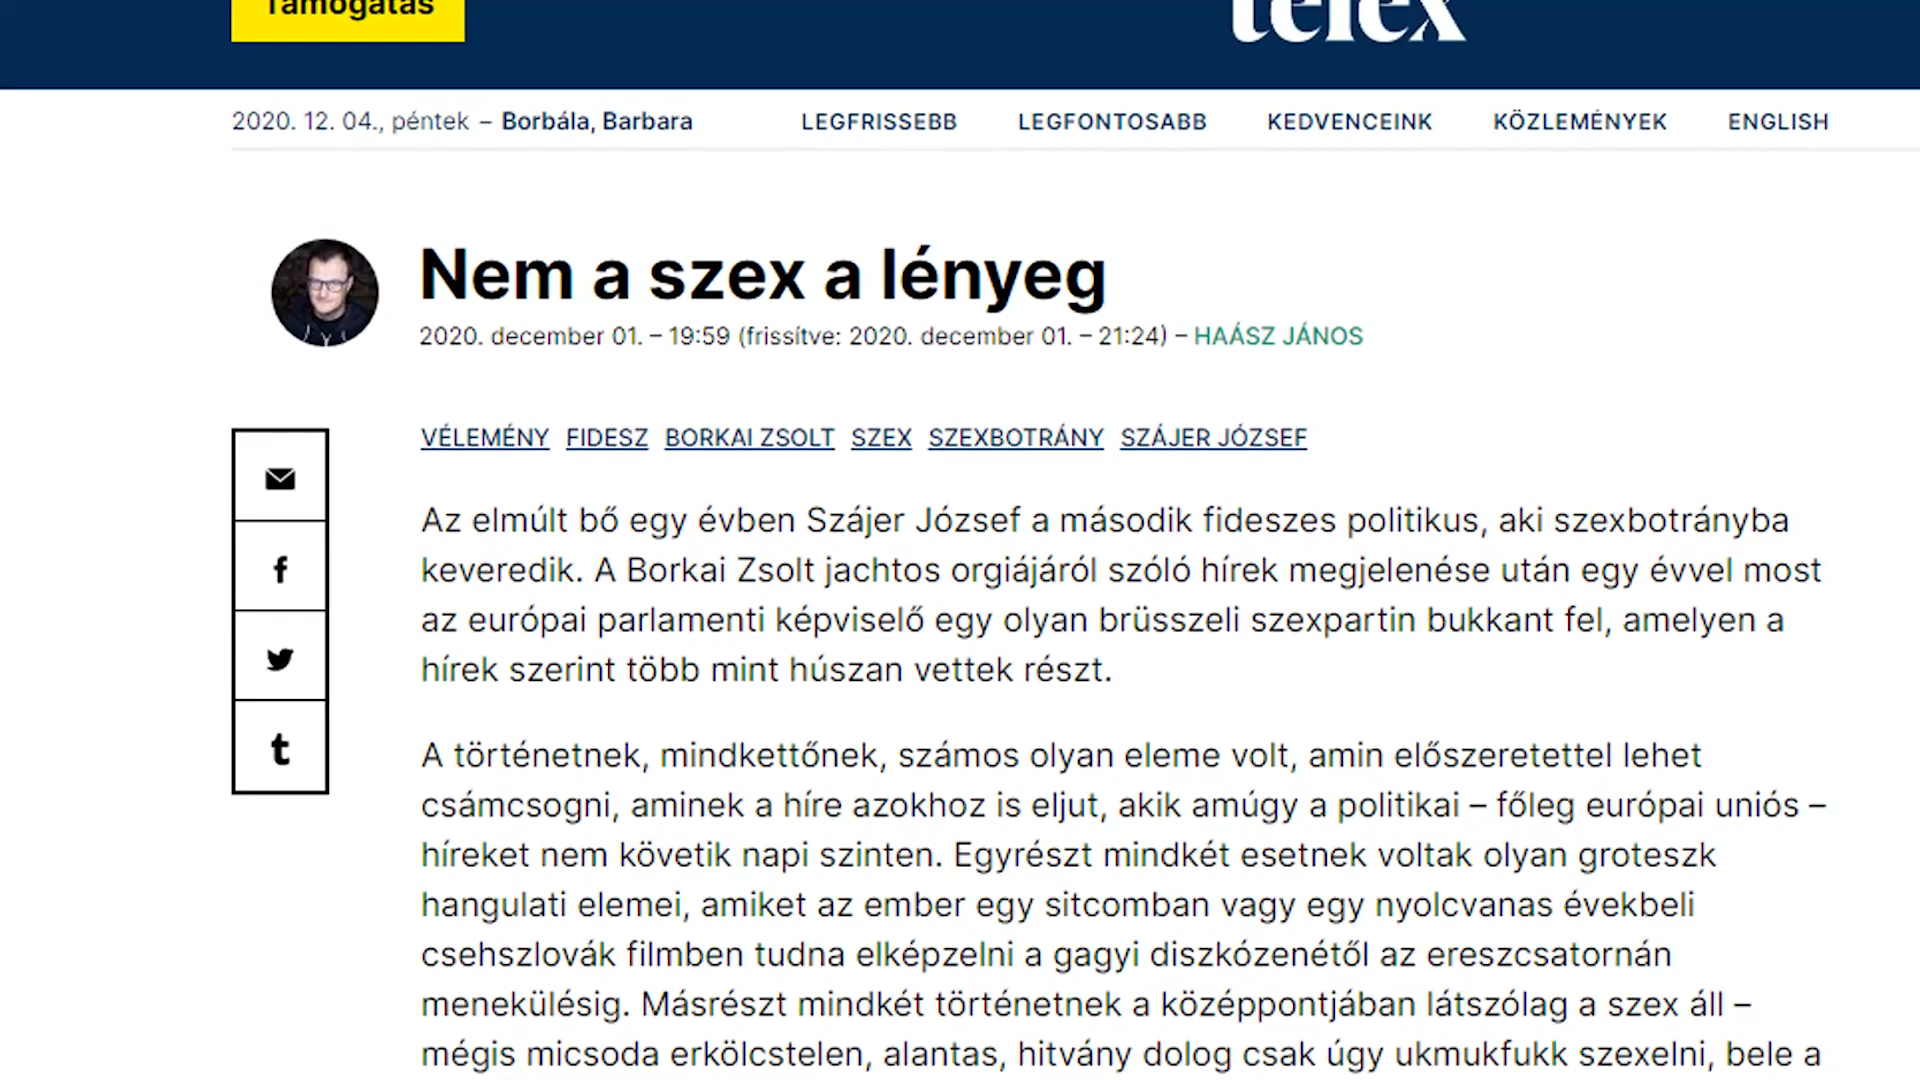 Támogatás
telex
2020. 12. 04., péntek – Borbála, Barbara LEGFRISSEBB LEGFONTOSABB KEDVENCEINK KÖZLEMÉNYEK ENGLISH
Nem a szex a lényeg
2020. december 01. – 19:59 (frissítve: 2020. december 01. – 21:24) – HAÁSZ JÁNOS
VÉLEMÉNY FIDESZ BORKAI ZSOLT SZEX SZEXBOTRÁNY SZÁJER JÓZSEF
Az elmúlt bő egy évben Szájer József a második fideszes politikus, aki szexbotrányba
keveredik. A Borkai Zsolt jachtos orgiájáról szóló hírek megjelenése után egy évvel most
az európai parlamenti képviselő egy olyan brüsszeli szexpartin bukkant fel, amelyen a
hírek szerint több mint húszan vettek részt.
A történetnek, mindkettőnek, számos olyan eleme volt, amin előszeretettel lehet
csámcsogni, aminek a híre azokhoz is eljut, akik amúgy a politikai – főleg európai uniós –
híreket nem követik napi szinten. Egyrészt mindkét esetnek voltak olyan groteszk
hangulati elemei, amiket az ember egy sitcomban vagy egy nyolcvanas évekbeli
csehszlovák filmben tudna elképzelni a gagyi diszkózenétől az ereszcsatornán
menekülésig. Másrészt mindkét történetnek a középpontjában látszólag a szex áll –
mégis micsoda erkölcstelen, alantas, hitvány dolog csak úgy ukmukfukk szexelni, bele a